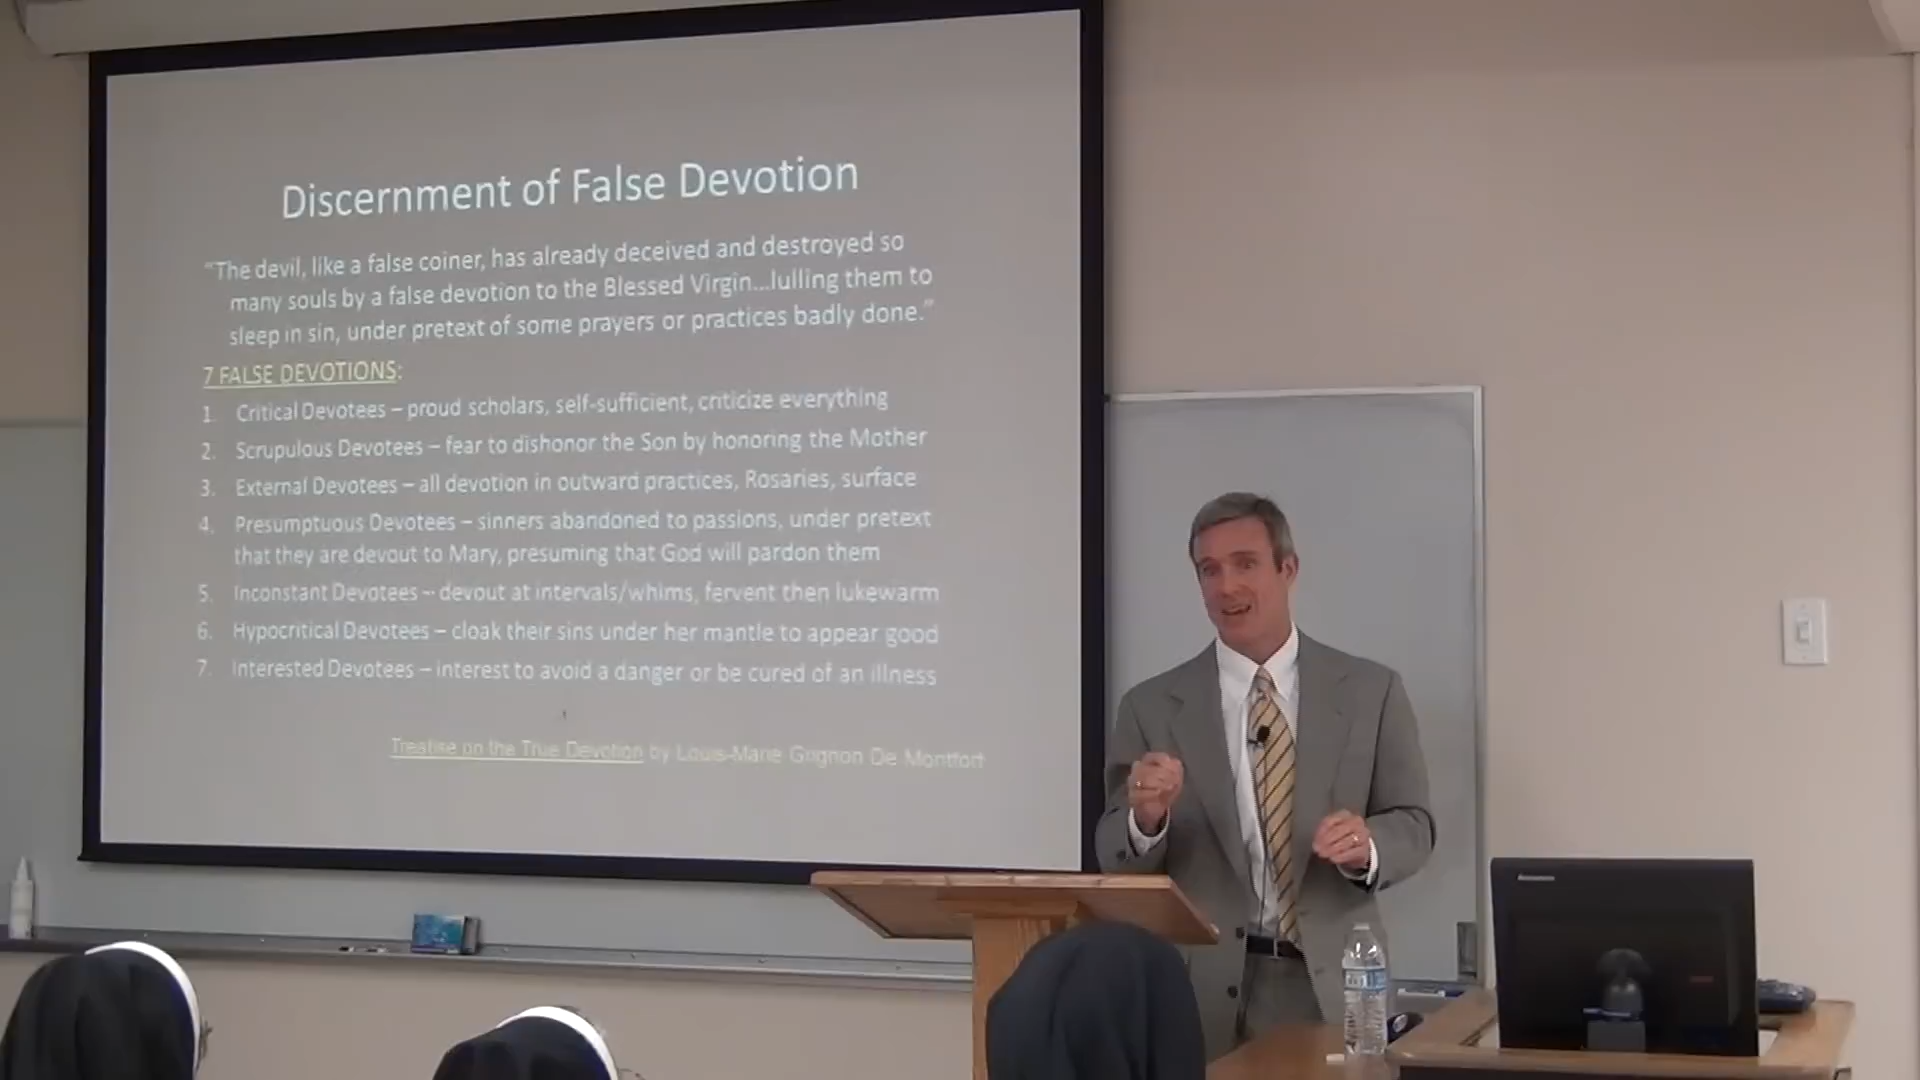 Discernment of False Devotion
"The devil, like a false coiner, has already deceived and destroyed so
many souls by a false devotion to the Blessed Virgin...lulling them to
sleep in sin, under pretext of some prayers or practices badly done."
7 FALSE DEVOTIONS:
1. Critical Devotees – proud scholars, self-sufficient, criticize everything
2. Scrupulous Devotees – fear to dishonor the Son by honoring the Mother
3. External Devotees – all devotion in outward practices, Rosaries, surface
4. Presumptuous Devotees – sinners abandoned to passions, under pretext
that they are devout to Mary, presuming that God will pardon them
5. Inconstant Devotees -- devout at intervals/whims, fervent then lukewarm
6. Hypocritical Devotees – cloak their sins under her mantle to appear good
7. Interested Devotees – interest to avoid a danger or be cured of an illness
Treatise on the True Devotion by Louis-Marie Grignon De Montfort